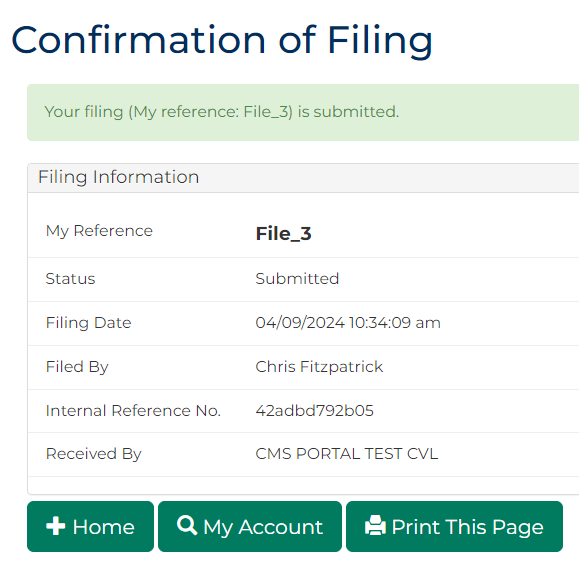 Confirmation of Filing
Your filing (My reference: File_3) is submitted.
Filing Information
My Reference File_3
Status Submitted
Filing Date 04/09/2024 10:34:09 am
Filed By Chris Fitzpatrick
Internal Reference No. 42adbd792b05
Received By CMS PORTAL TEST CVL
Home My Account Print This Page